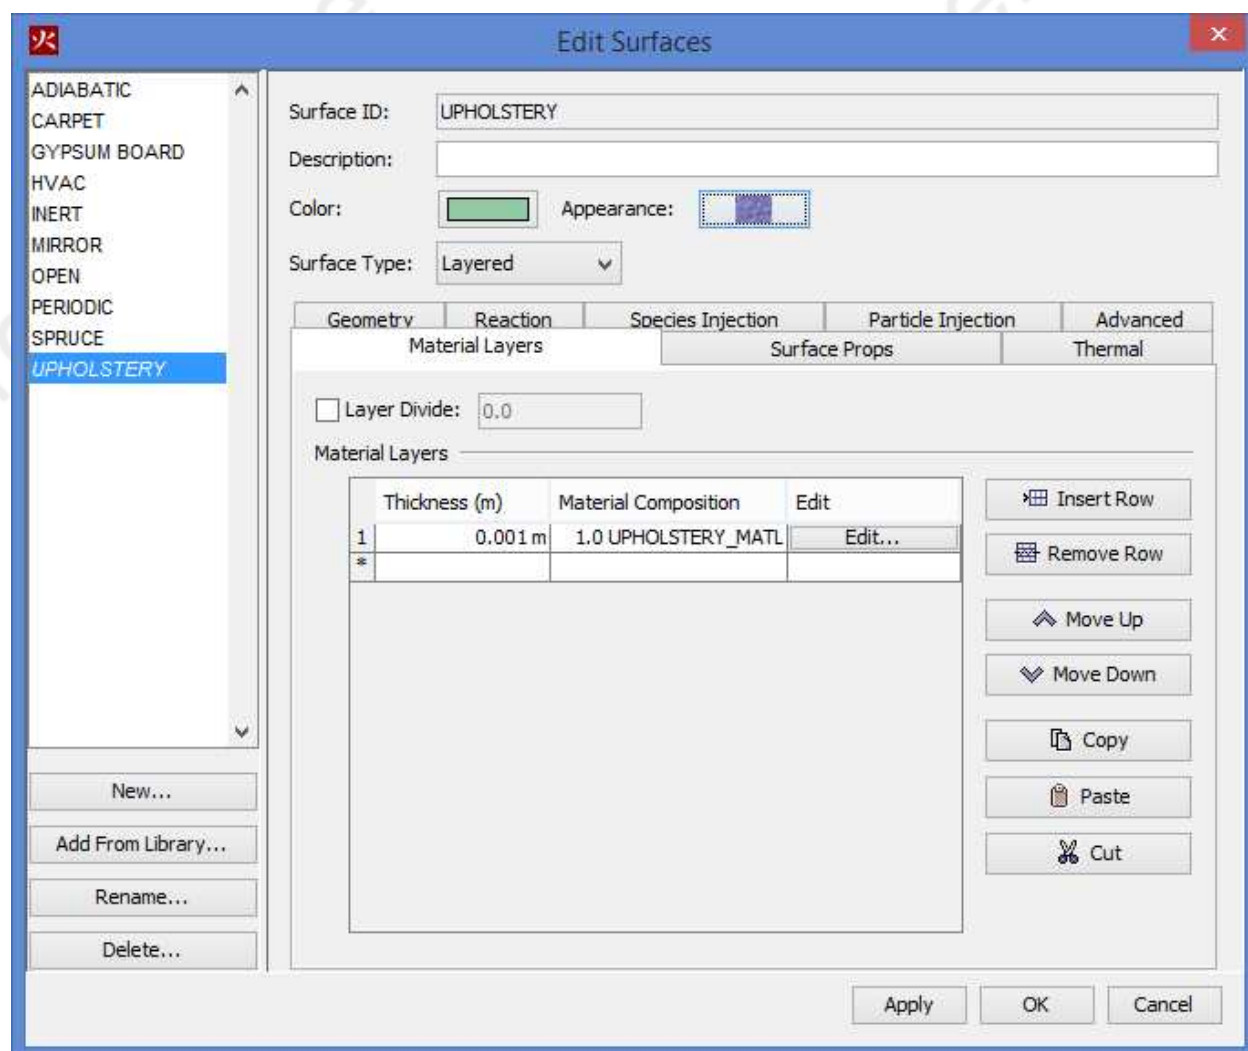 Edit Surfaces
ADIABATIC
CARPET
GYPSUM BOARD
HVAC
INERT
MIRROR
OPEN
PERIODIC
SPRUCE
UPHOLSTERY
New...
Add From Library...
Rename...
Delete...
Surface ID: UPHOLSTERY
Description:
Color: Appearance:
Surface Type: Layered
Geometry Reaction Species Injection Particle Injection Advanced
Material Layers Surface Props Thermal
Layer Divide: 0.0
Material Layers
Thickness (m) Material Composition Edit
1 0.001 m 1.0 UPHOLSTERY_MATL Edit...
*
Insert Row
Remove Row
Move Up
Move Down
Copy
Paste
Cut
Apply OK Cancel